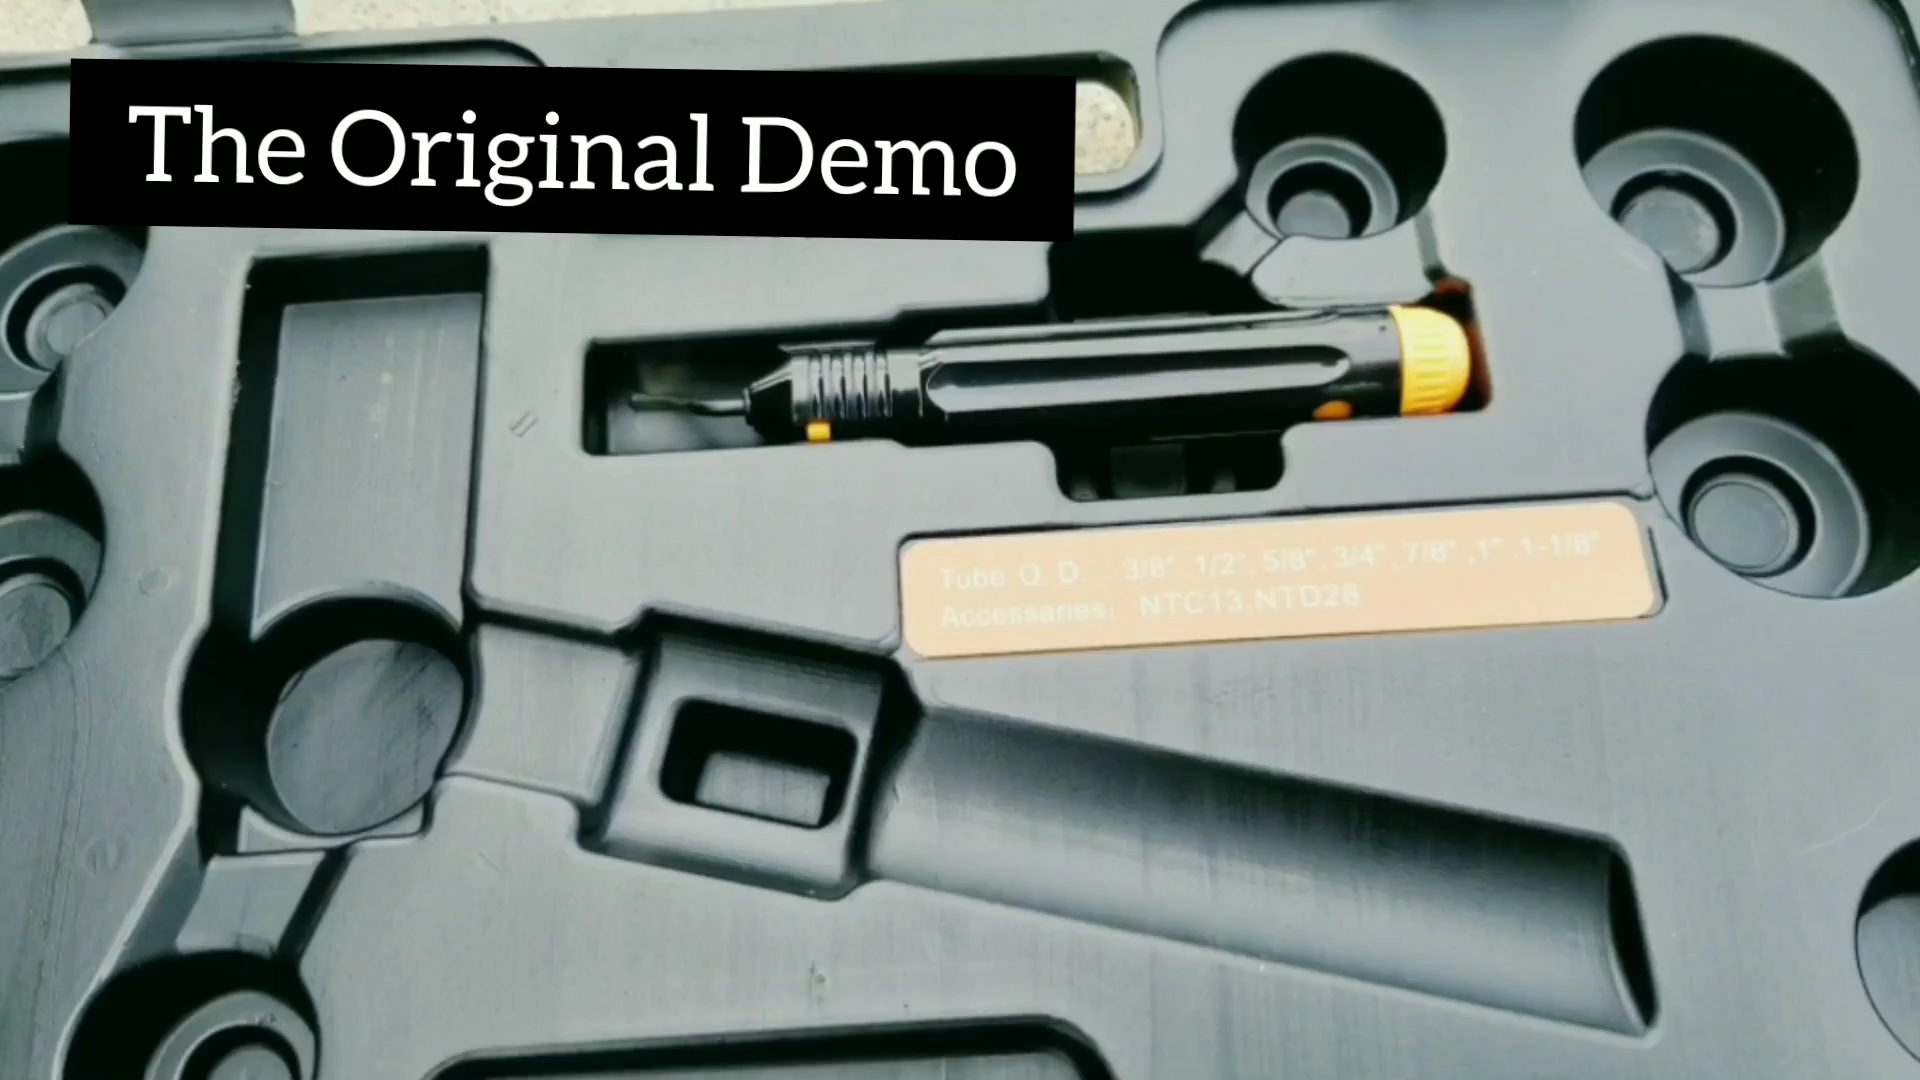 The Original Demo
Tube O. D. : 3/8" ,1/2", 5/8", 3/4", 7/8" ,1" ,1-1/8"
Accessaries: NTC13,NTD28